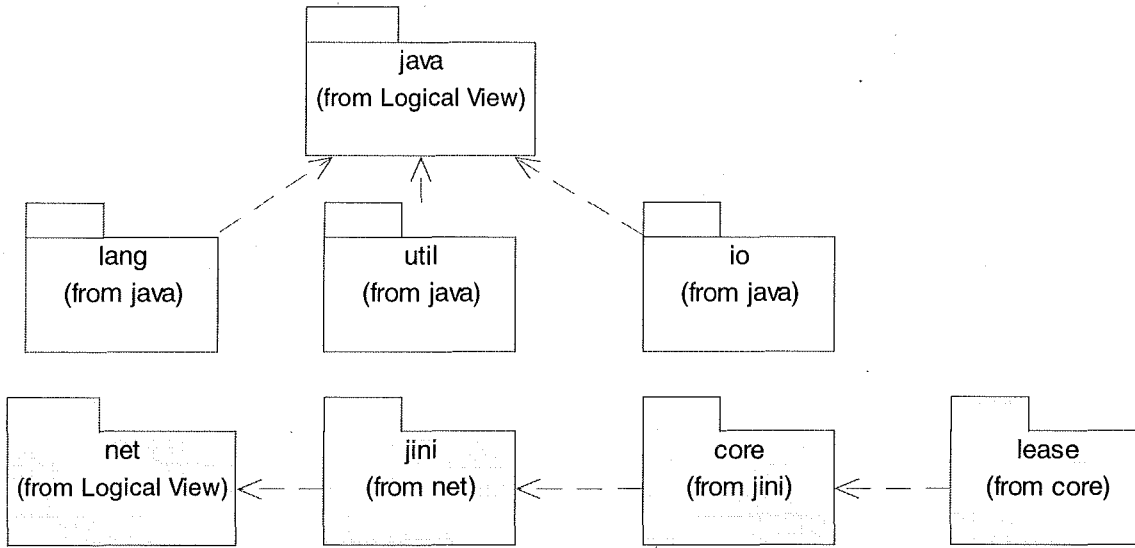 java
(from Logical View)
lang
(from java)
util
(from java)
io
(from java)
net
(from Logical View)
jini
(from net)
core
(from jini)
lease
(from core)